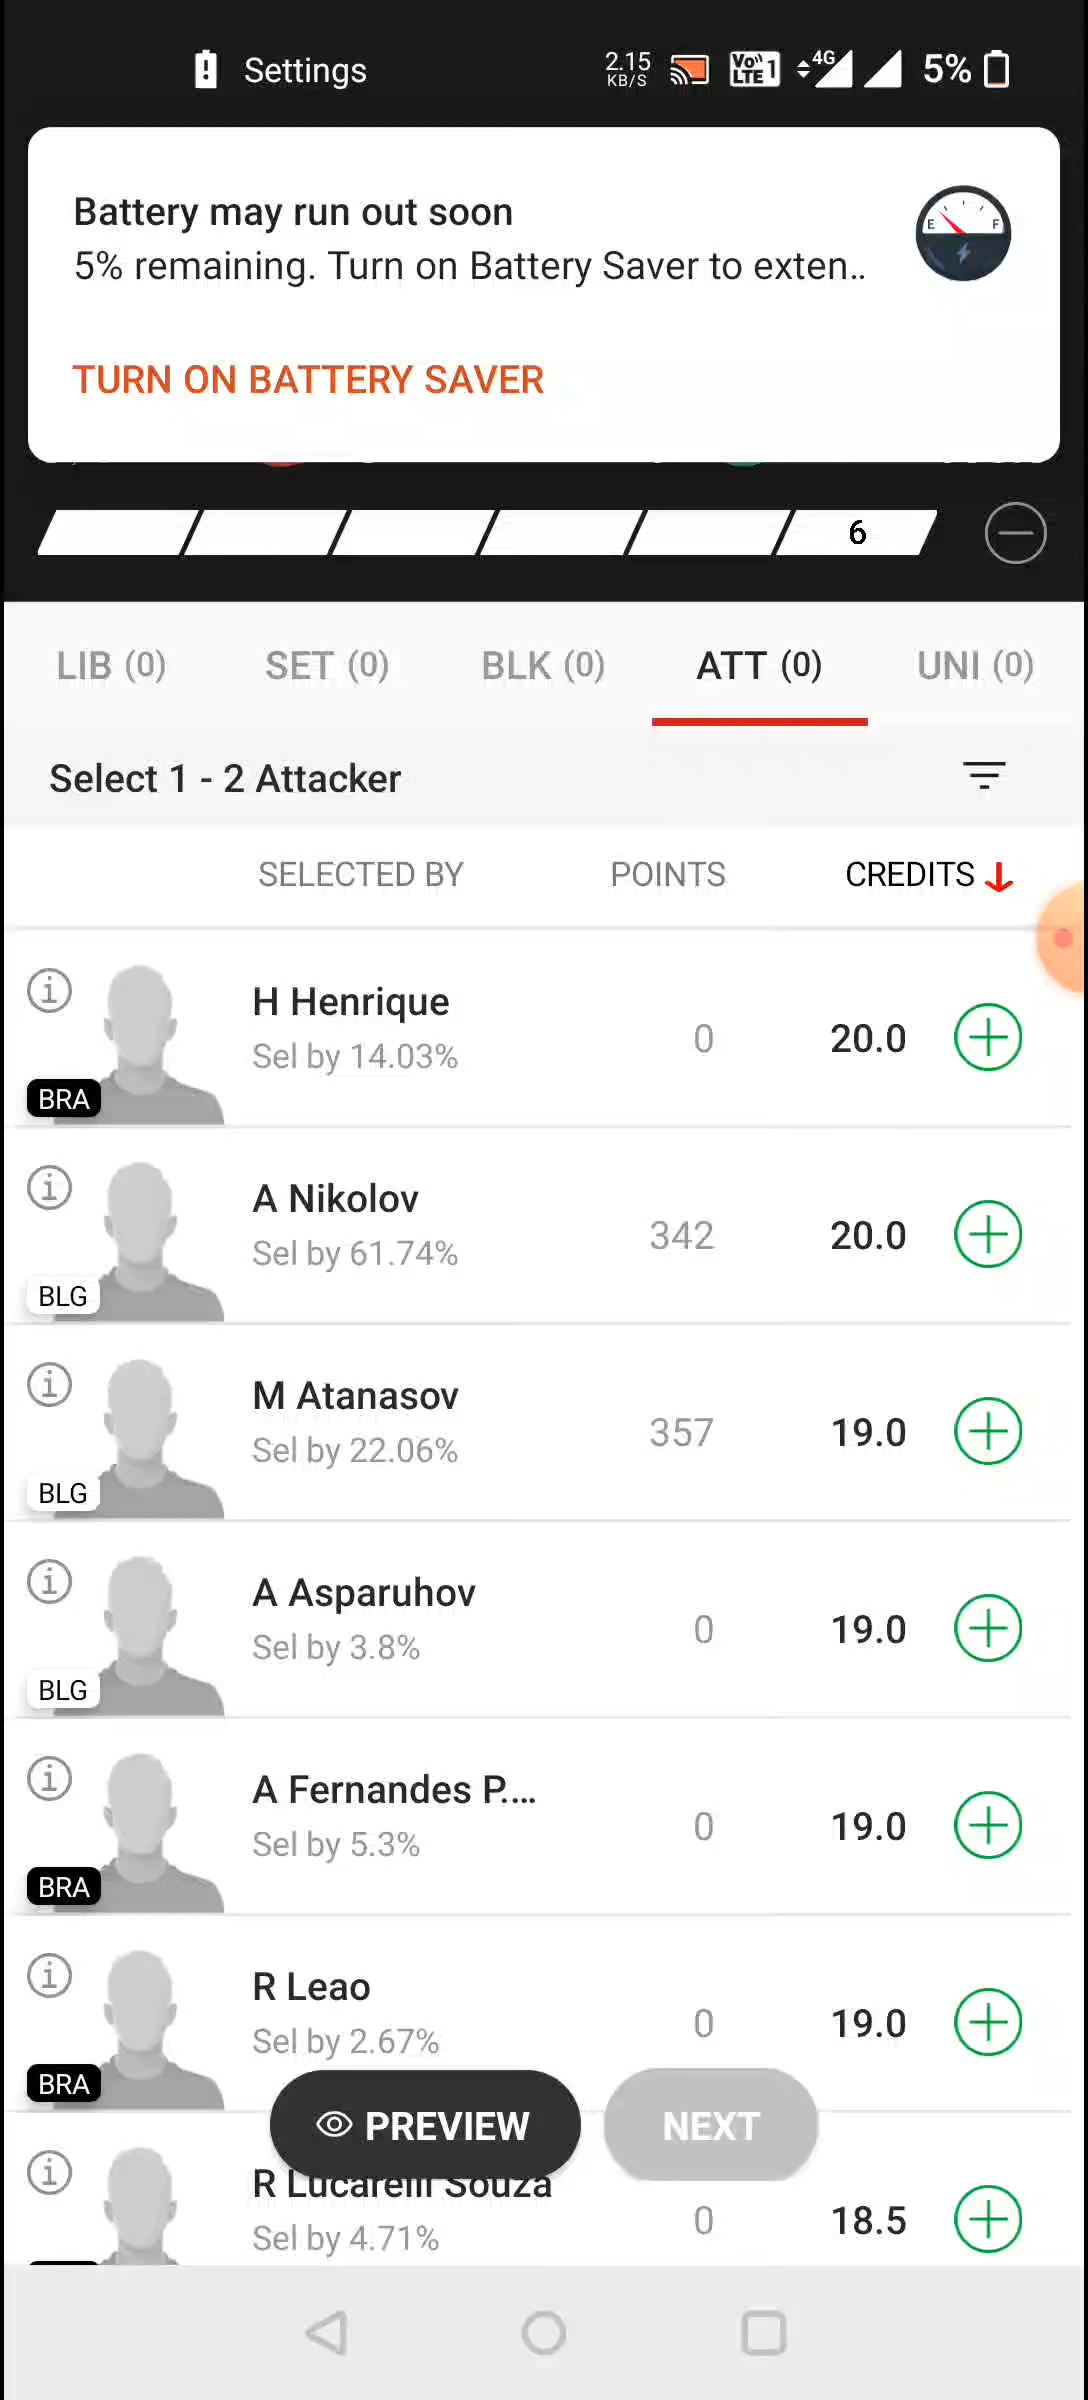 Settings
2.15 KB/S
Vo)) LTE 1
4G
5%
Battery may run out soon
E F
5% remaining. Turn on Battery Saver to exten..
TURN ON BATTERY SAVER
6
LIB (0) SET (0) BLK (0) ATT (0) UNI (0)
Select 1 - 2 Attacker
SELECTED BY POINTS CREDITS
H Henrique
Sel by 14.03% 0 20.0
BRA
A Nikolov
Sel by 61.74% 342 20.0
BLG
M Atanasov
Sel by 22.06% 357 19.0
BLG
A Asparuhov
Sel by 3.8% 0 19.0
BLG
A Fernandes P....
Sel by 5.3% 0 19.0
BRA
R Leao
Sel by 2.67% 0 19.0
BRA
PREVIEW NEXT
R Lucarelli Souza
Sel by 4.71% 0 18.5